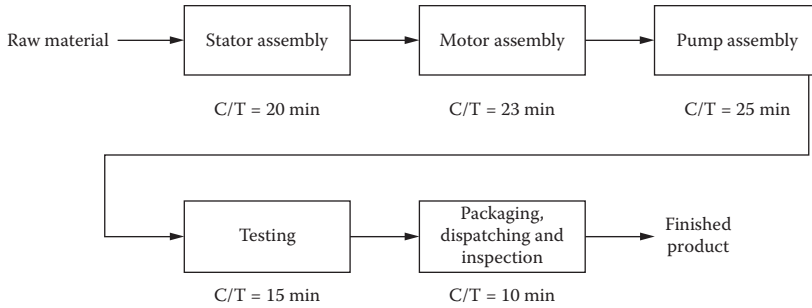 Raw material
Stator assembly
Motor assembly
Pump assembly
C/T = 20 min
C/T = 23 min
C/T = 25 min
Testing
Packaging,
dispatching and
inspection
Finished
product
C/T = 15 min
C/T = 10 min